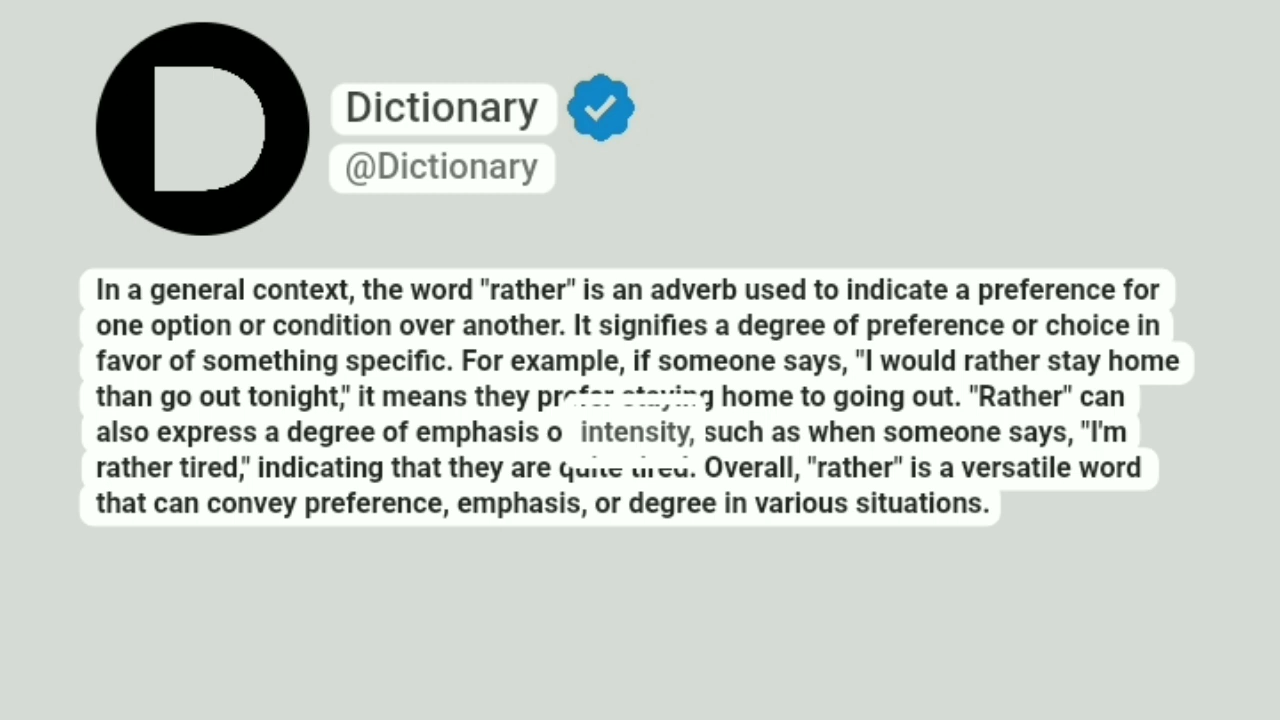 D
Dictionary
@Dictionary
In a general context, the word "rather" is an adverb used to indicate a preference for
one option or condition over another. It signifies a degree of preference or choice in
favor of something specific. For example, if someone says, "I would rather stay home
than go out tonight," it means they prefer staying home to going out. "Rather" can
also express a degree of emphasis o intensity, such as when someone says, "I'm
rather tired," indicating that they are quite tired. Overall, "rather" is a versatile word
that can convey preference, emphasis, or degree in various situations.